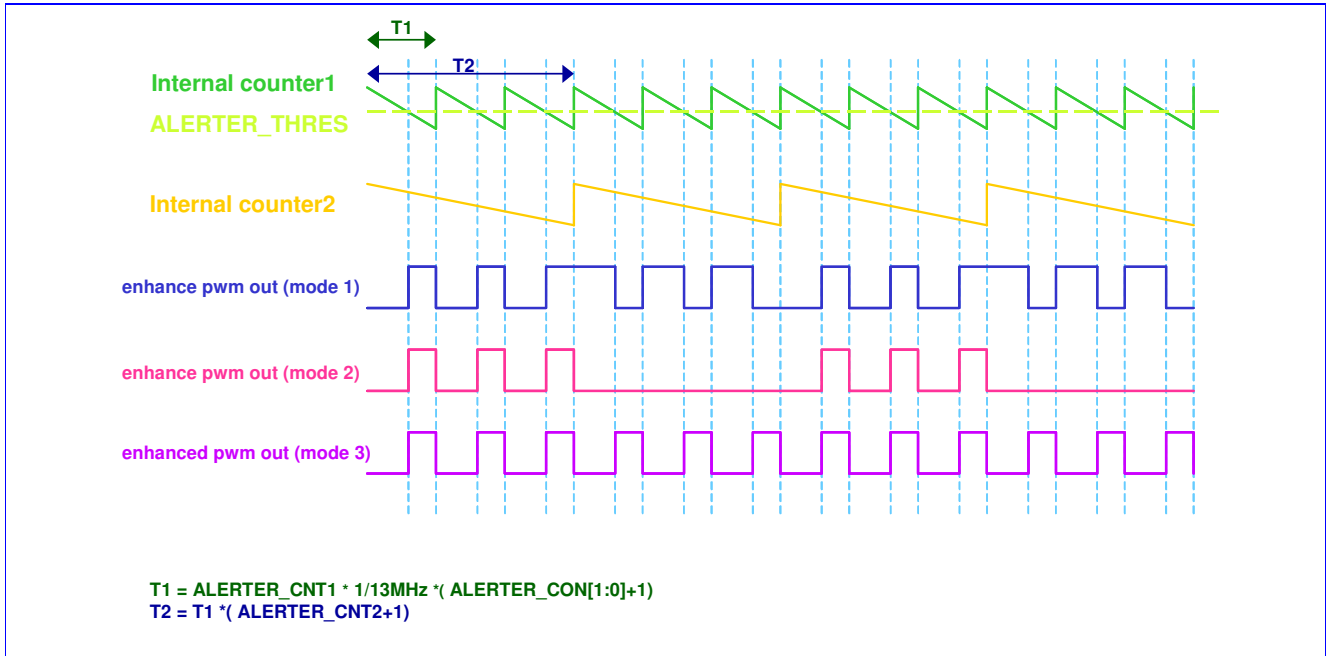 T1
T2
Internal counter1
ALERTER_THRES
Internal counter2
enhance pwm out (mode 1)
enhance pwm out (mode 2)
enhanced pwm out (mode 3)
T1 = ALERTER_CNT1 * 1/13MHz *( ALERTER_CON[1:0]+1)
T2 = T1 *( ALERTER_CNT2+1)